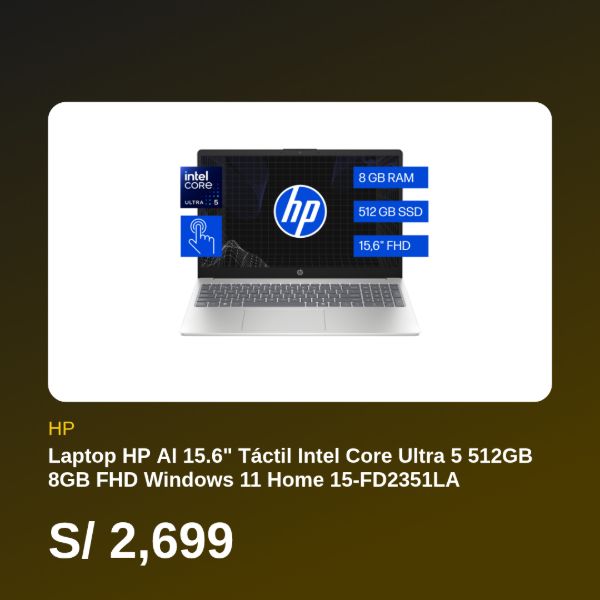 intel
CORE
ULTRA 5
hp
8 GB RAM
512 GB SSD
15,6" FHD
HP
Laptop HP AI 15.6" Táctil Intel Core Ultra 5 512GB
8GB FHD Windows 11 Home 15-FD2351LA
S/ 2,699